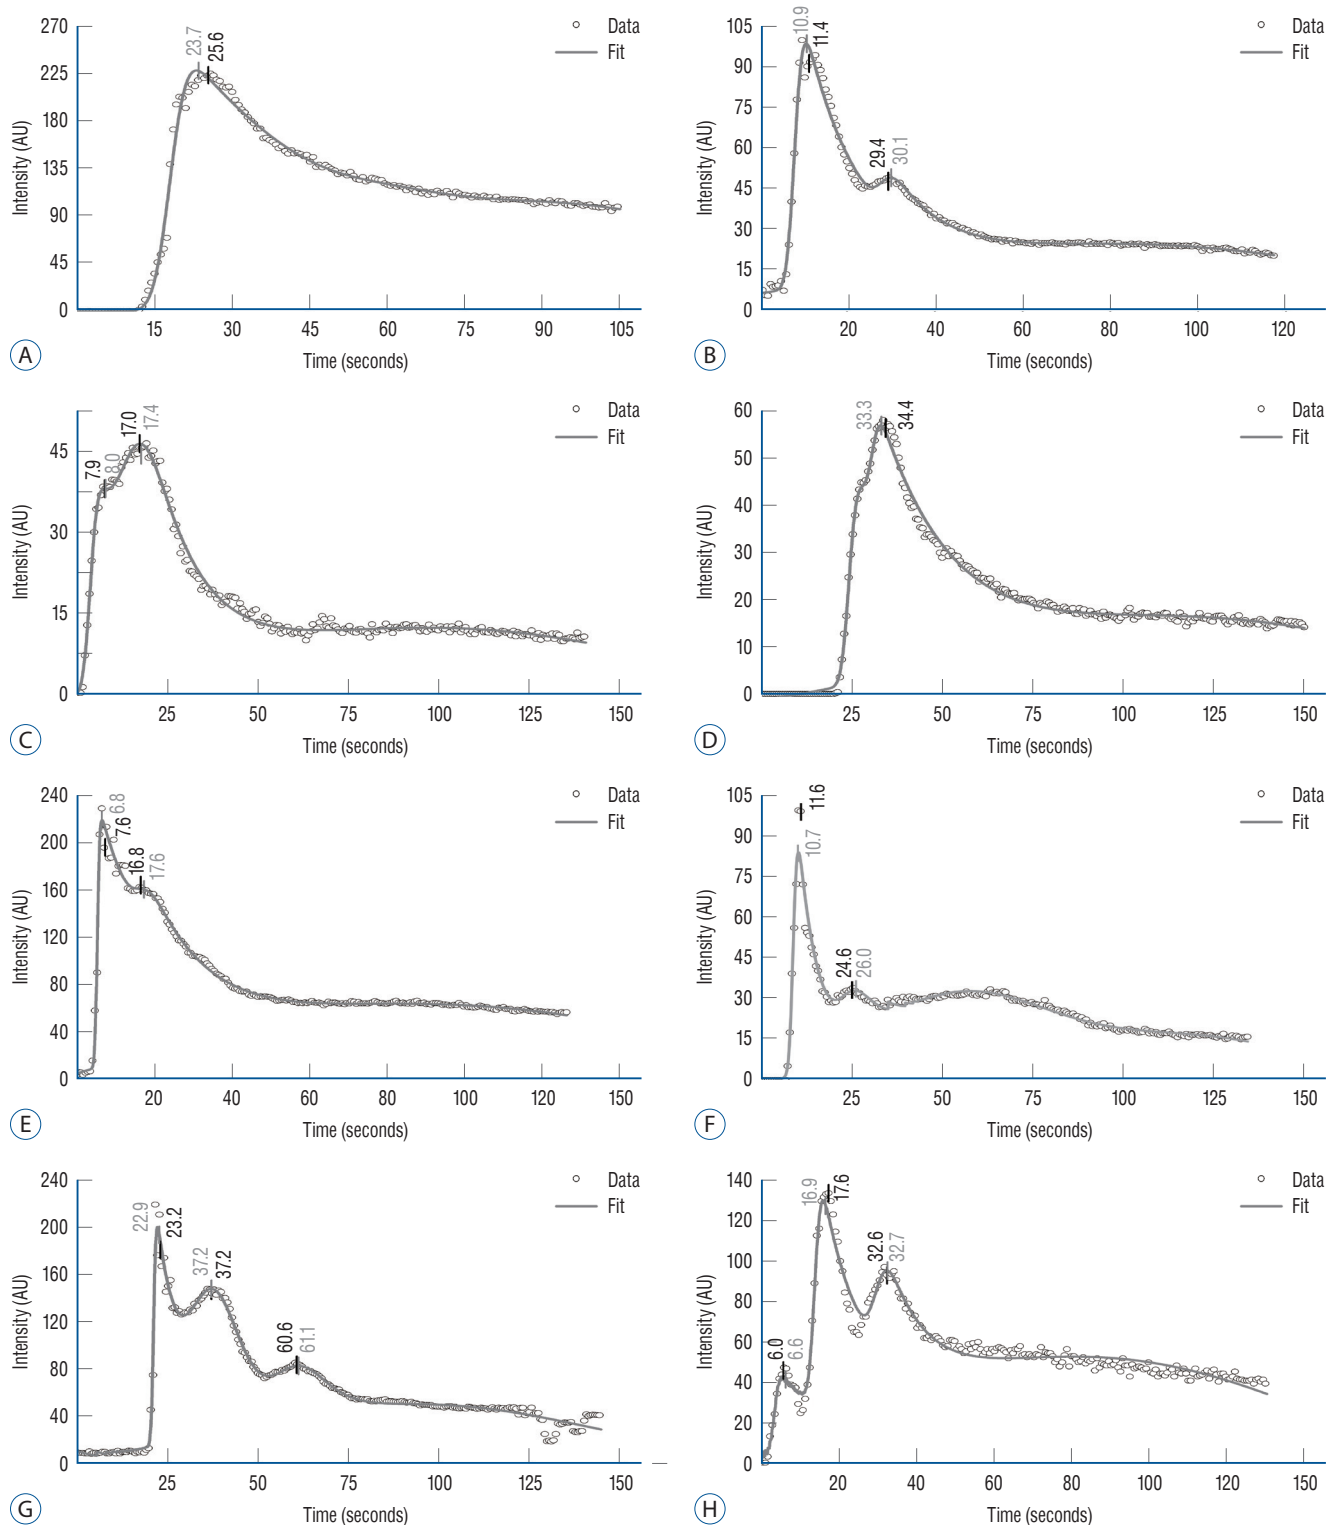 270
225
180
135
90
45
0
Intensity (AU)
23.7
25.6
Data
Fit
15 30 45 60 75 90 105
Time (seconds)
A
105
90
75
60
45
30
15
0
Intensity (AU)
10.9
11.4
29.4
30.1
Data
Fit
20 40 60 80 100 120
Time (seconds)
B
45
30
15
0
Intensity (AU)
7.9
8.0
17.0
17.4
Data
Fit
25 50 75 100 125 150
Time (seconds)
C
60
50
40
30
20
10
0
Intensity (AU)
33.3
34.4
Data
Fit
25 50 75 100 125 150
Time (seconds)
D
240
200
160
120
80
40
0
Intensity (AU)
6.8
7.6
16.8
17.6
Data
Fit
20 40 60 80 100 120 150
Time (seconds)
E
105
90
75
60
45
30
15
0
Intensity (AU)
11.6
10.7
24.6
26.0
Data
Fit
25 50 75 100 125 150
Time (seconds)
F
240
200
160
120
80
40
0
Intensity (AU)
22.9
23.2
37.2
37.2
60.6
61.1
Data
Fit
25 50 75 100 125 150
Time (seconds)
G
140
120
100
80
60
40
20
0
Intensity (AU)
6.0
6.6
16.9
17.6
32.6
32.7
Data
Fit
20 40 60 80 100 120
Time (seconds)
H